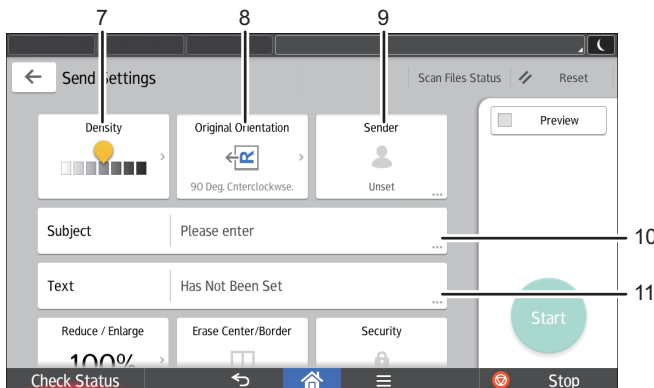 7 8 9
Send Settings Scan Files Status Reset
Density Original Orientation Sender Preview
R
90 Deg. Cnterclockwse. Unset
Subject Please enter 10
Text Has Not Been Set 11
Start
Reduce / Enlarge Erase Center/Border Security
100%
Check Status Stop